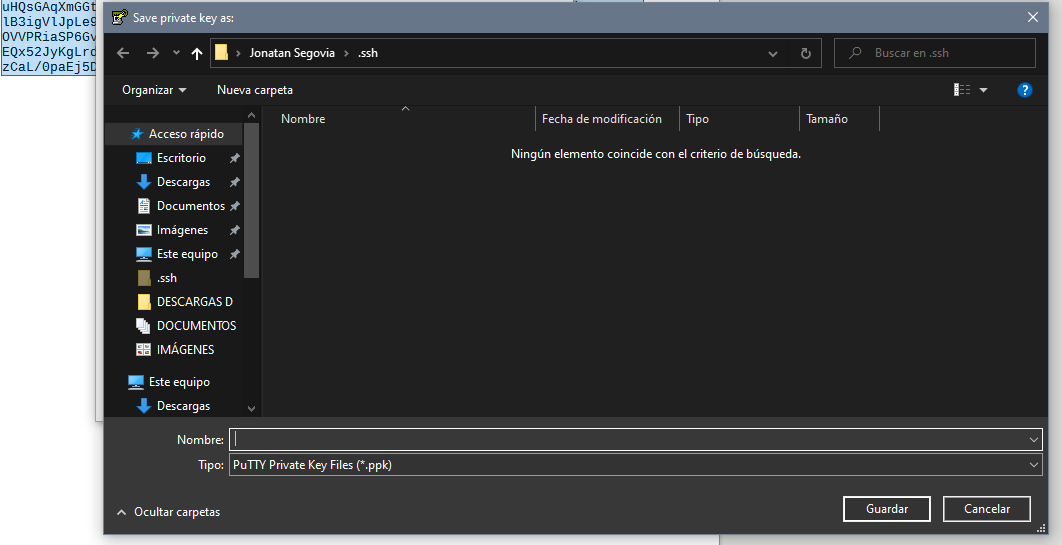 uHQsGAqXmGGt
Save private key as:
lB3igVlJpLe9
OVVPRiaSP6Gv
EQx52JyKgLrd
zCaL/0paEj5D
Jonatan Segovia > .ssh
Buscar en .ssh
Organizar
Nueva carpeta
Nombre
Fecha de modificación
Tipo
Tamaño
Ningún elemento coincide con el criterio de búsqueda.
Acceso rápido
Escritorio
Descargas
Documentos
Imágenes
Este equipo
.ssh
DESCARGAS D
DOCUMENTOS
IMÁGENES
Este equipo
Descargas
Nombre:
Tipo: PuTTY Private Key Files (*.ppk)
Ocultar carpetas
Guardar
Cancelar